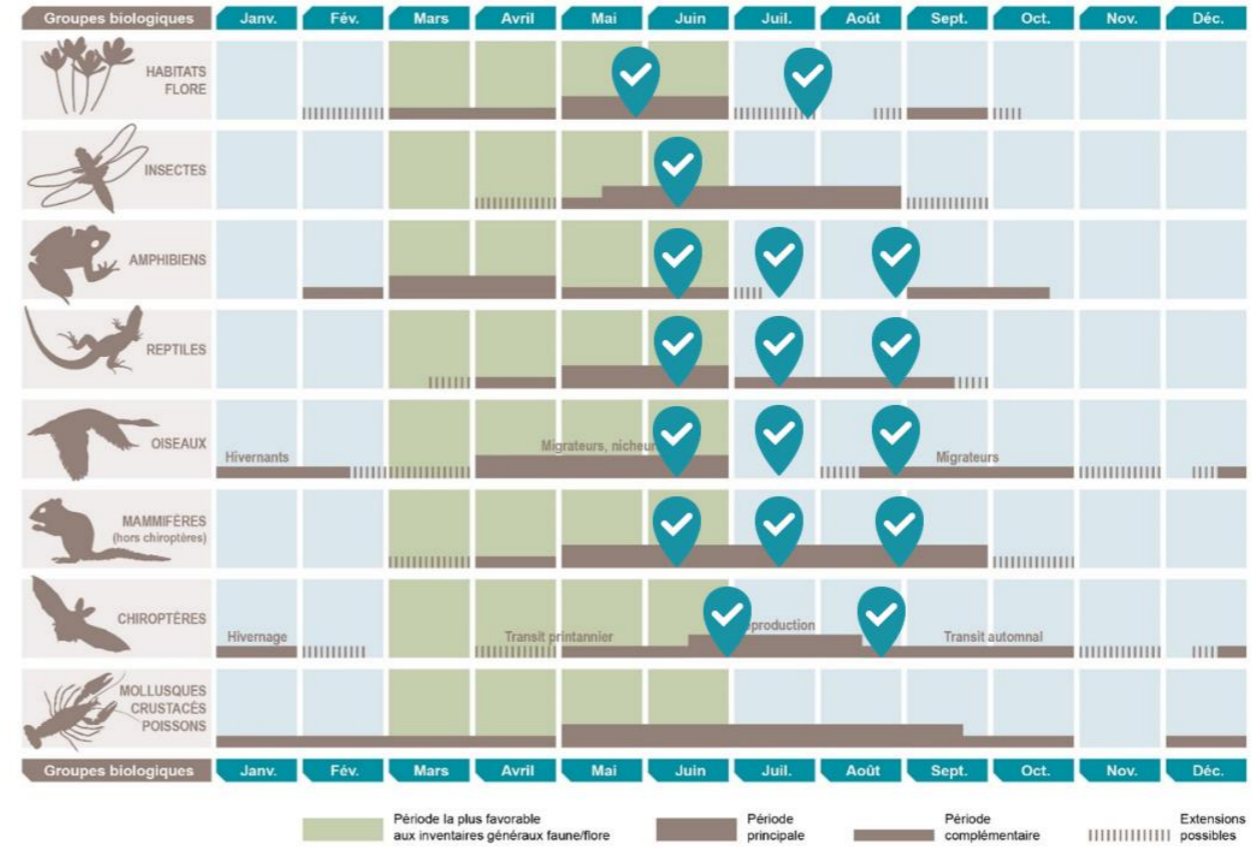 Groupes biologiques Janv. Fév. Mars Avril Mai Juin Juil. Août Sept. Oct. Nov. Déc.
HABITATS
FLORE
INSECTES
AMPHIBIENS
REPTILES
OISEAUX
Hivernants
Migrateurs, nicheur
Migrateurs
MAMMIFÈRES
(hors chiroptères)
CHIROPTÈRES
Hivernage
Transit printannier
eproduction
Transit automnal
MOLLUSQUES
CRUSTACÉS
POISSONS
Groupes biologiques Janv. Fév. Mars Avril Mai Juin Juil. Août Sept. Oct. Nov. Déc.
Période la plus favorable
aux inventaires généraux faune/flore
Période
principale
Période
complémentaire
Extensions
possibles